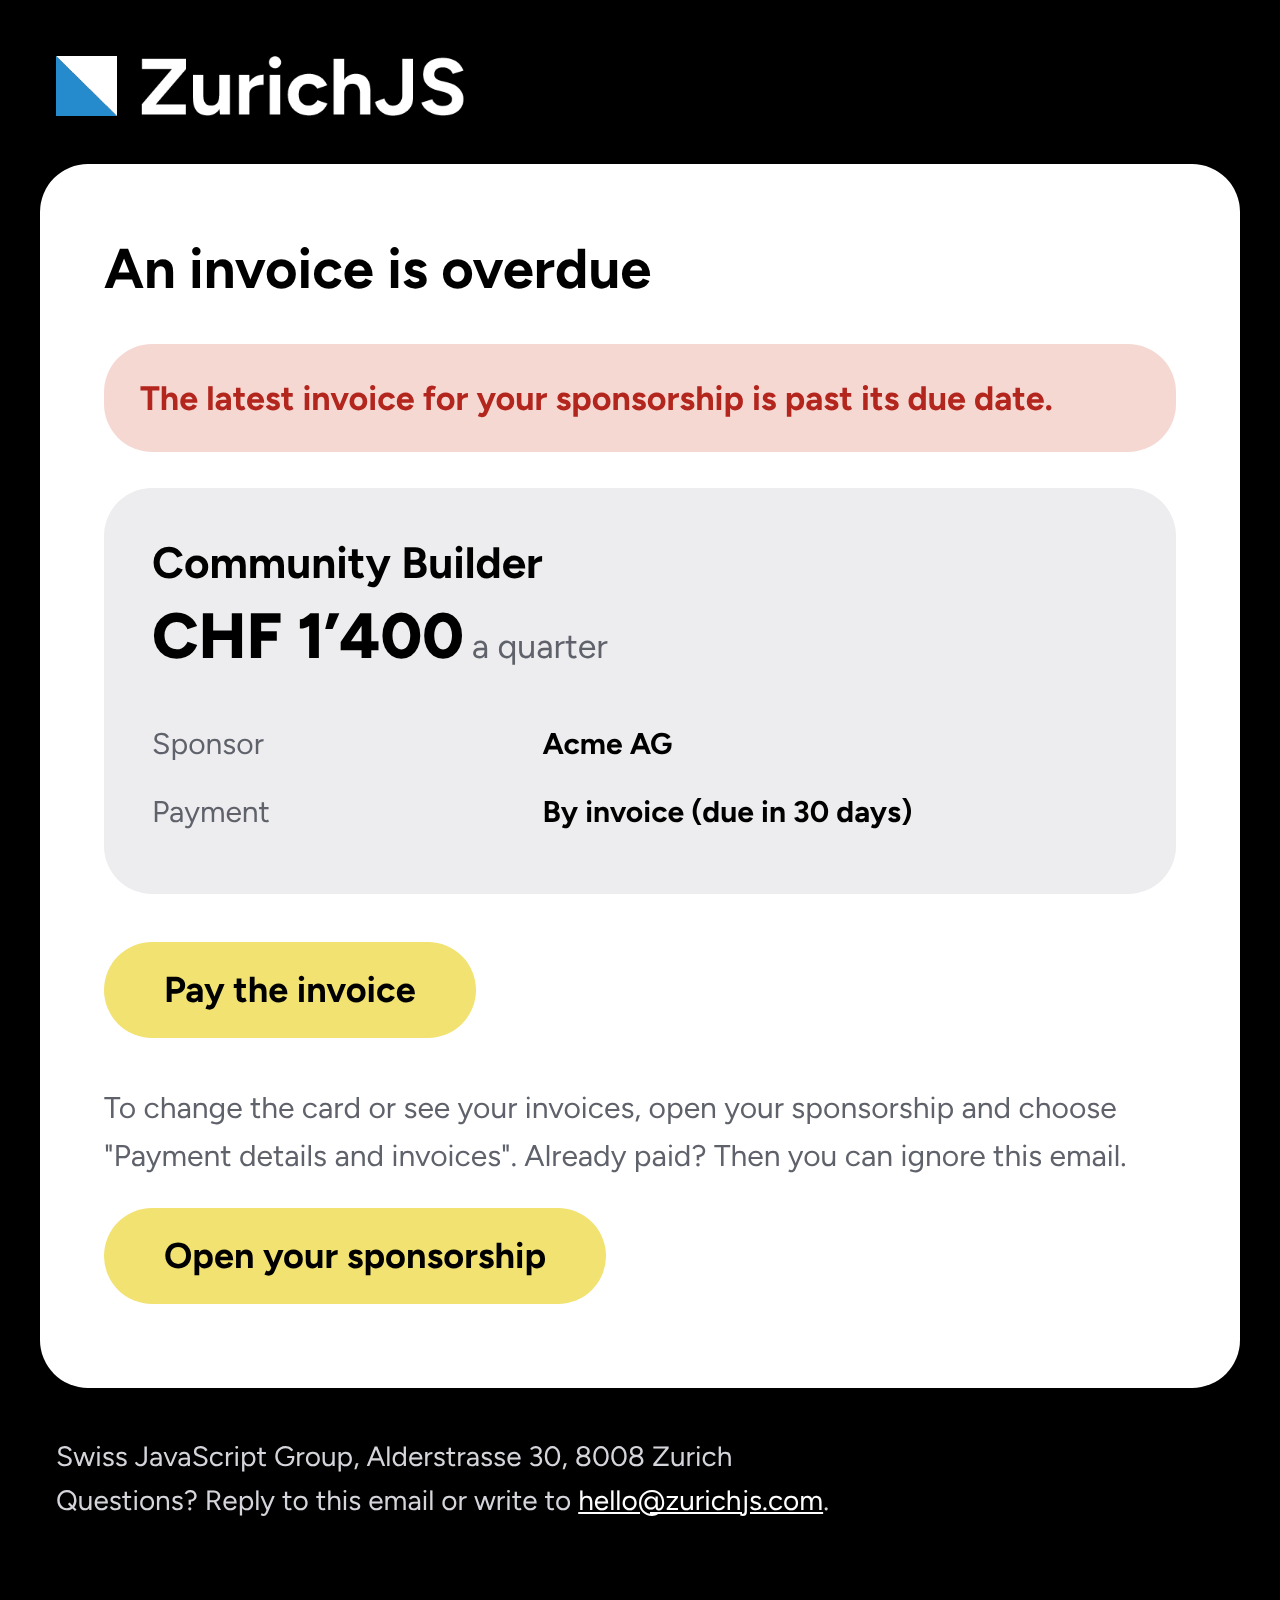 ZurichJS
An invoice is overdue
The latest invoice for your sponsorship is past its due date.
Community Builder
CHF 1’400 a quarter
Sponsor Acme AG
Payment By invoice (due in 30 days)
Pay the invoice
To change the card or see your invoices, open your sponsorship and choose
"Payment details and invoices". Already paid? Then you can ignore this email.
Open your sponsorship
Swiss JavaScript Group, Alderstrasse 30, 8008 Zurich
Questions? Reply to this email or write to hello@zurichjs.com.